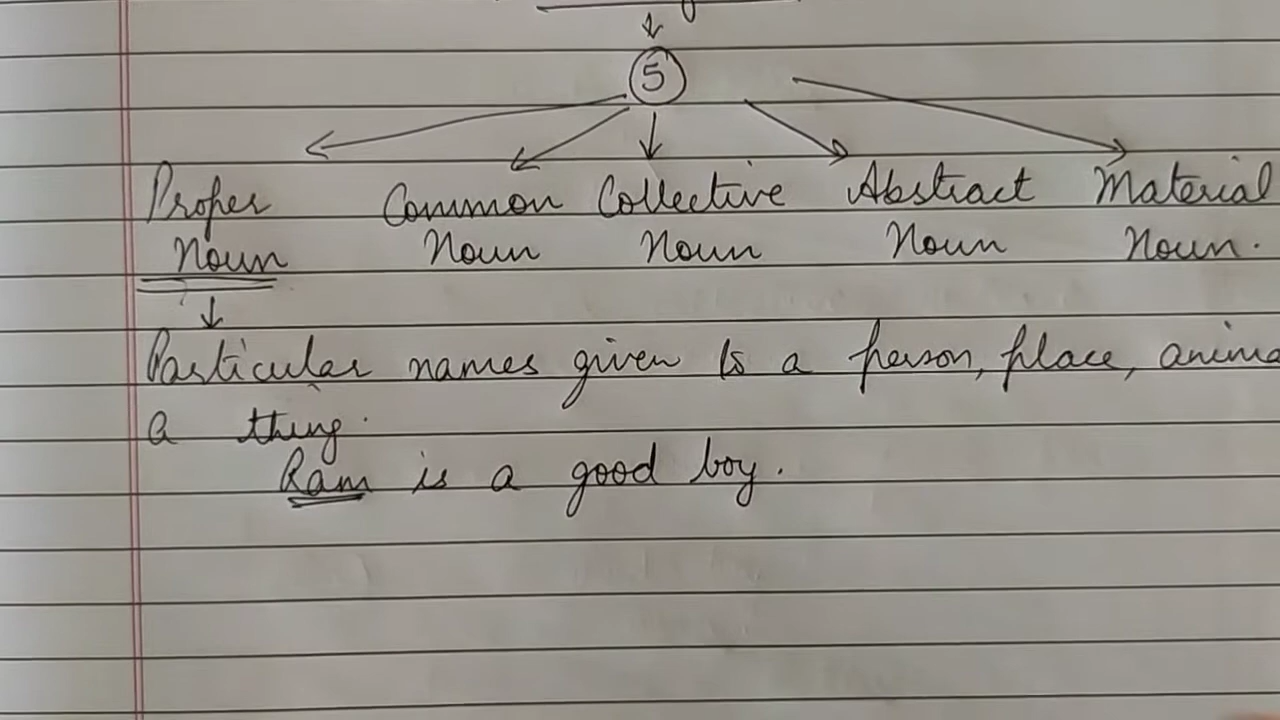 5
Proper Common Collective Abstract Material
Noun Noun Noun Noun Noun.
Particular names given to a person, place, anima
a thing.
Ram is a good boy.